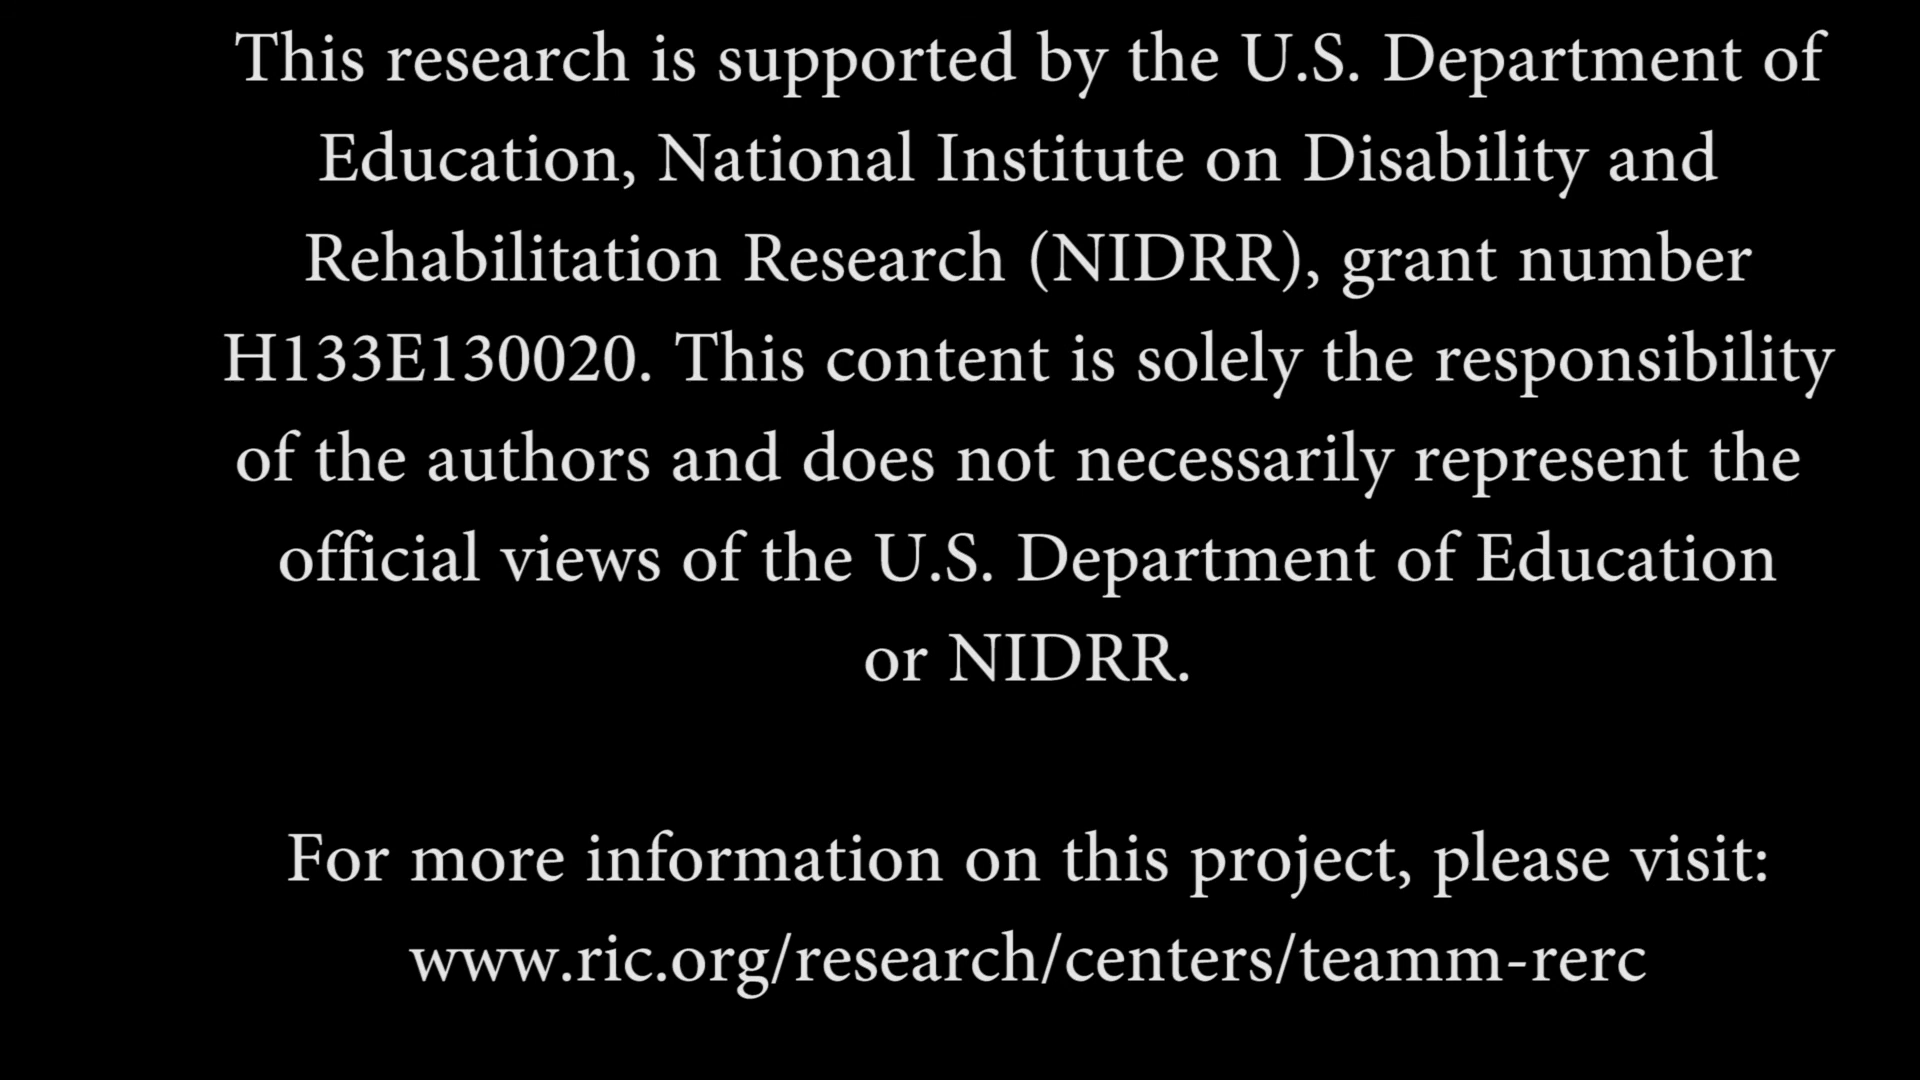 This research is supported by the U.S. Department of
Education, National Institute on Disability and
Rehabilitation Research (NIDRR), grant number
H133E130020. This content is solely the responsibility
of the authors and does not necessarily represent the
official views of the U.S. Department of Education
or NIDRR.
For more information on this project, please visit:
www.ric.org/research/centers/teamm-rerc